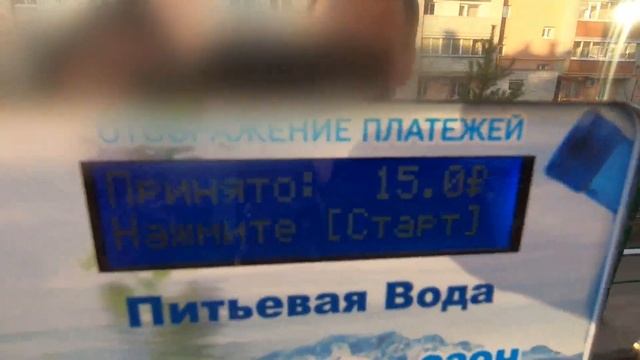 ОТОБРАЖЕНИЕ ПЛАТЕЖЕЙ
Принято: 15.0₽
Нажмите [Старт]
Питьевая Вода